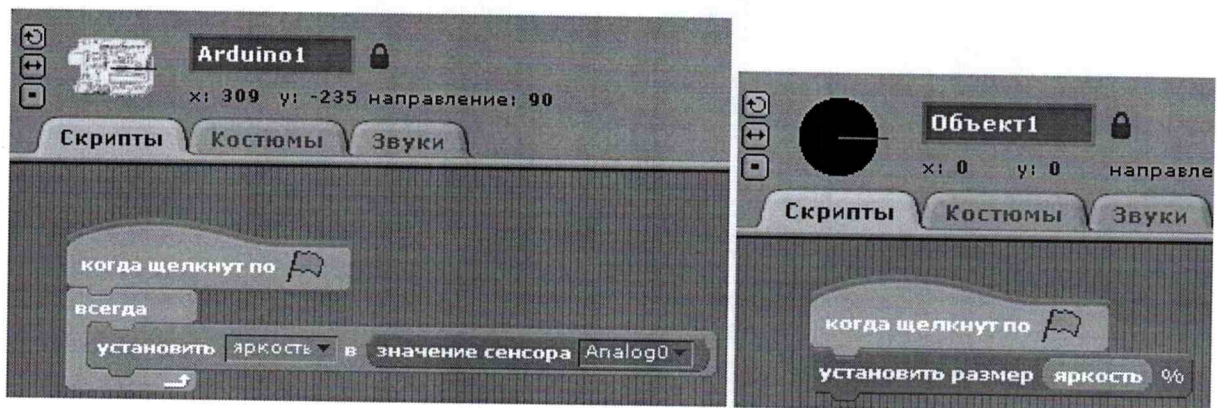 Arduino1
x: 309 y: -235 направление: 90
Скрипты Костюмы Звуки
когда щелкнут по
всегда
установить яркость в значение сенсора Analog0
Объект1
x: 0 y: 0 направле
Скрипты Костюмы Звуки
когда щелкнут по
установить размер яркость %